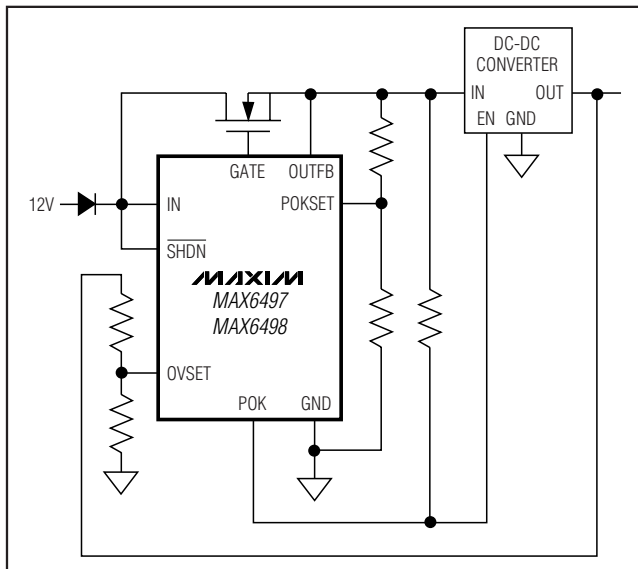 DC-DC
CONVERTER
IN OUT
EN GND
GATE OUTFB
POKSET
12V
IN
SHDN
MAXIM
MAX6497
MAX6498
OVSET
POK GND